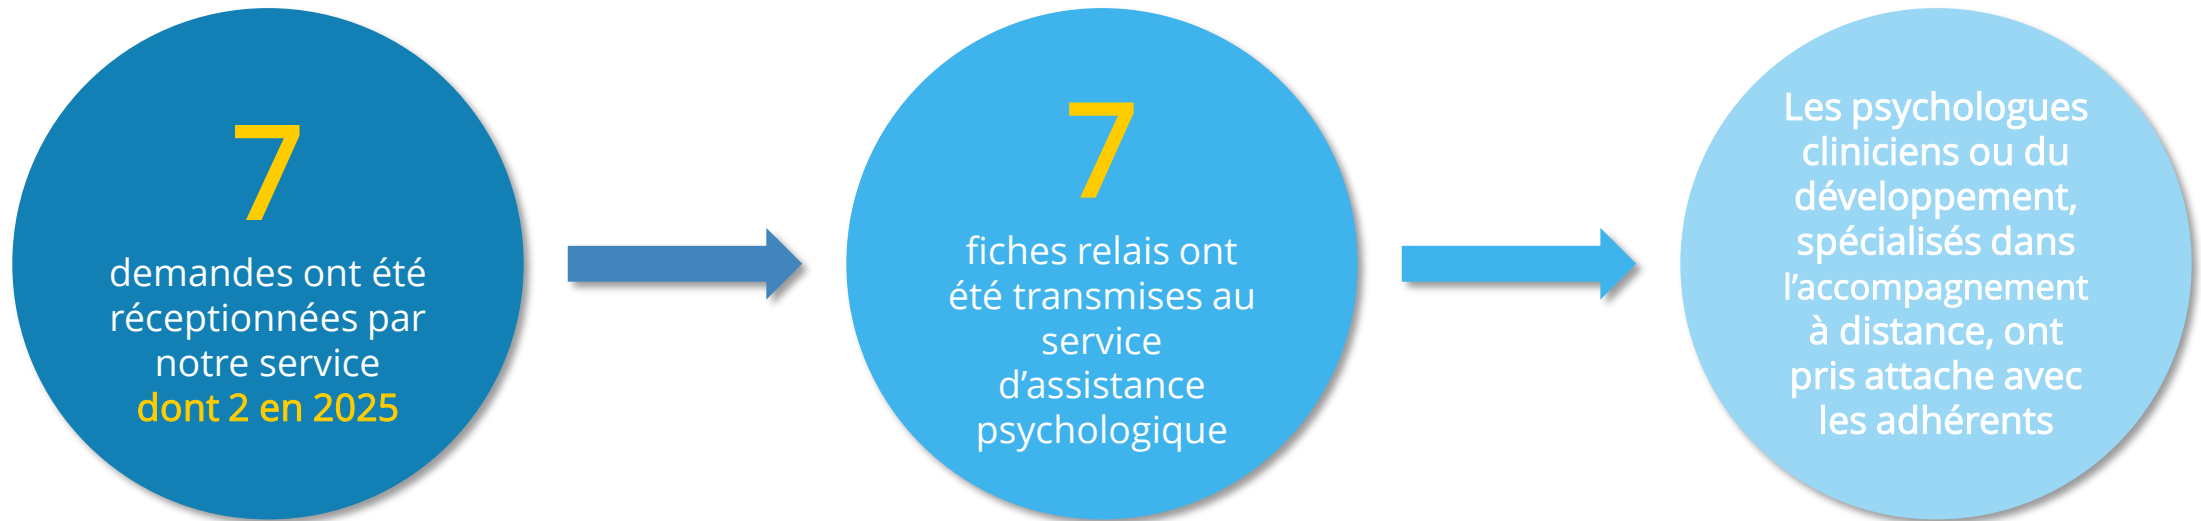 7
demandes ont été
réceptionnées par
notre service
dont 2 en 2025
7
fiches relais ont
été transmises au
service
d’assistance
psychologique
Les psychologues
cliniciens ou du
développement,
spécialisés dans
l’accompagnement
à distance, ont
pris attache avec
les adhérents